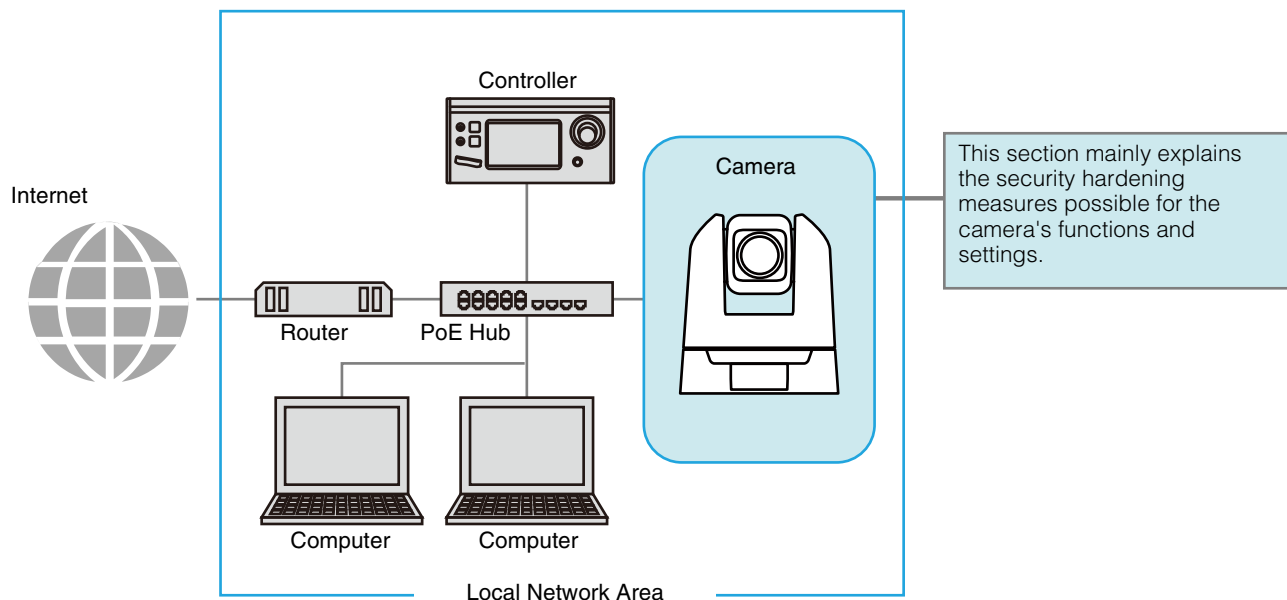 Controller
Camera
This section mainly explains
the security hardening
measures possible for the
camera's functions and
settings.
Internet
Router
PoE Hub
Computer
Computer
Local Network Area